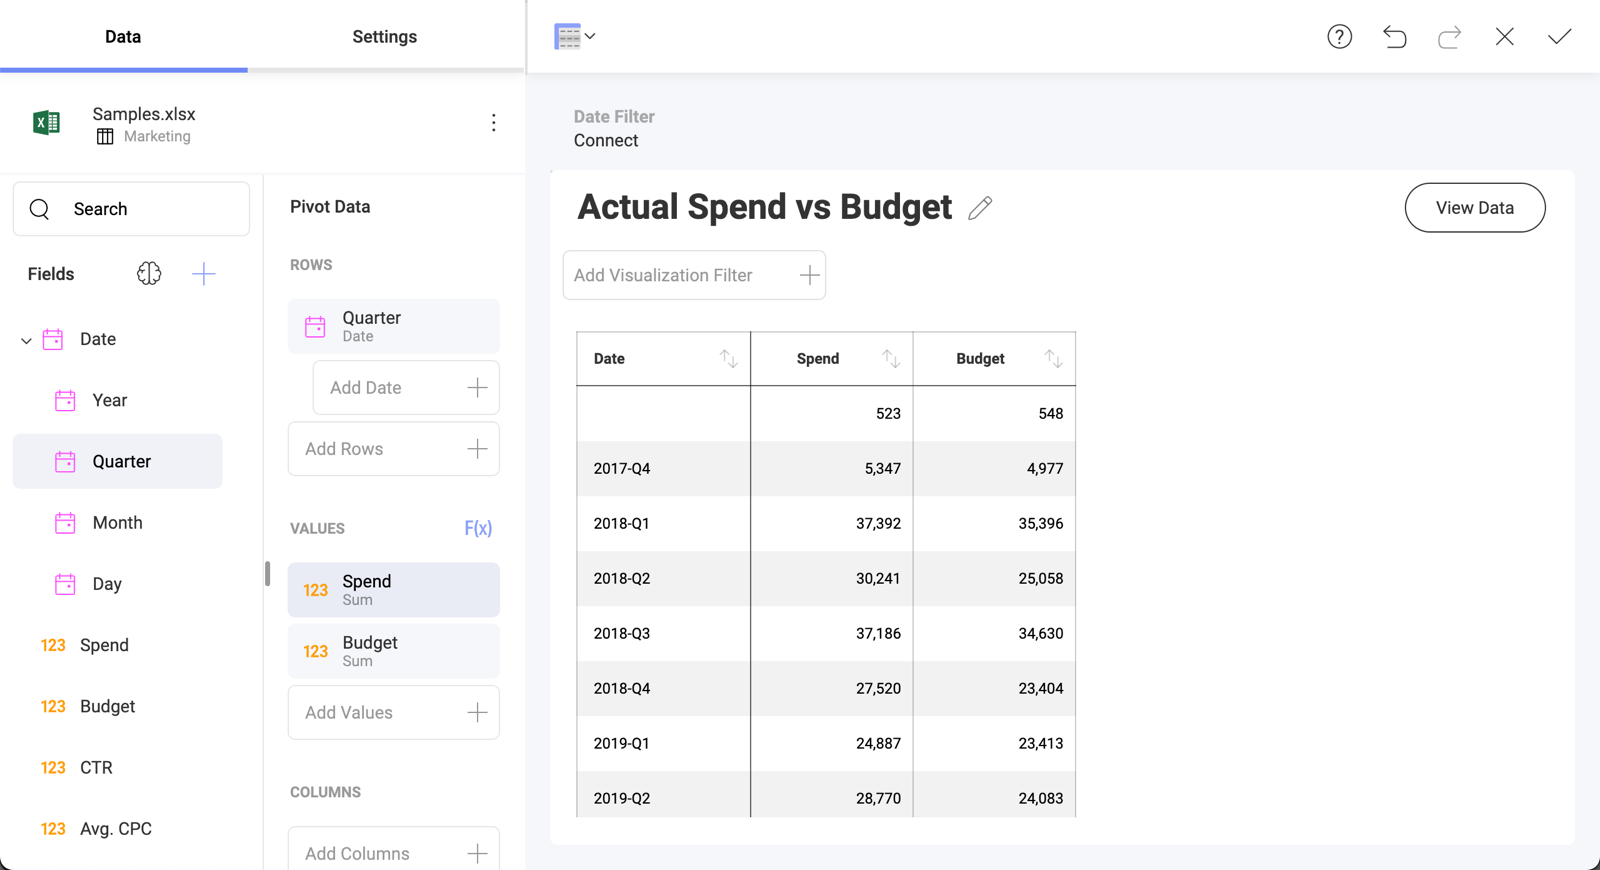 Data
Settings
Samples.xlsx
Marketing
Search
Fields
Date
Year
Quarter
Month
Day
123 Spend
123 Budget
123 CTR
123 Avg. CPC
Pivot Data
ROWS
Quarter
Date
Add Date
Add Rows
VALUES F(x)
123 Spend
Sum
123 Budget
Sum
Add Values
COLUMNS
Add Columns
?
Date Filter
Connect
Actual Spend vs Budget
View Data
Add Visualization Filter
Date Spend Budget
523 548
2017-Q4 5,347 4,977
2018-Q1 37,392 35,396
2018-Q2 30,241 25,058
2018-Q3 37,186 34,630
2018-Q4 27,520 23,404
2019-Q1 24,887 23,413
2019-Q2 28,770 24,083